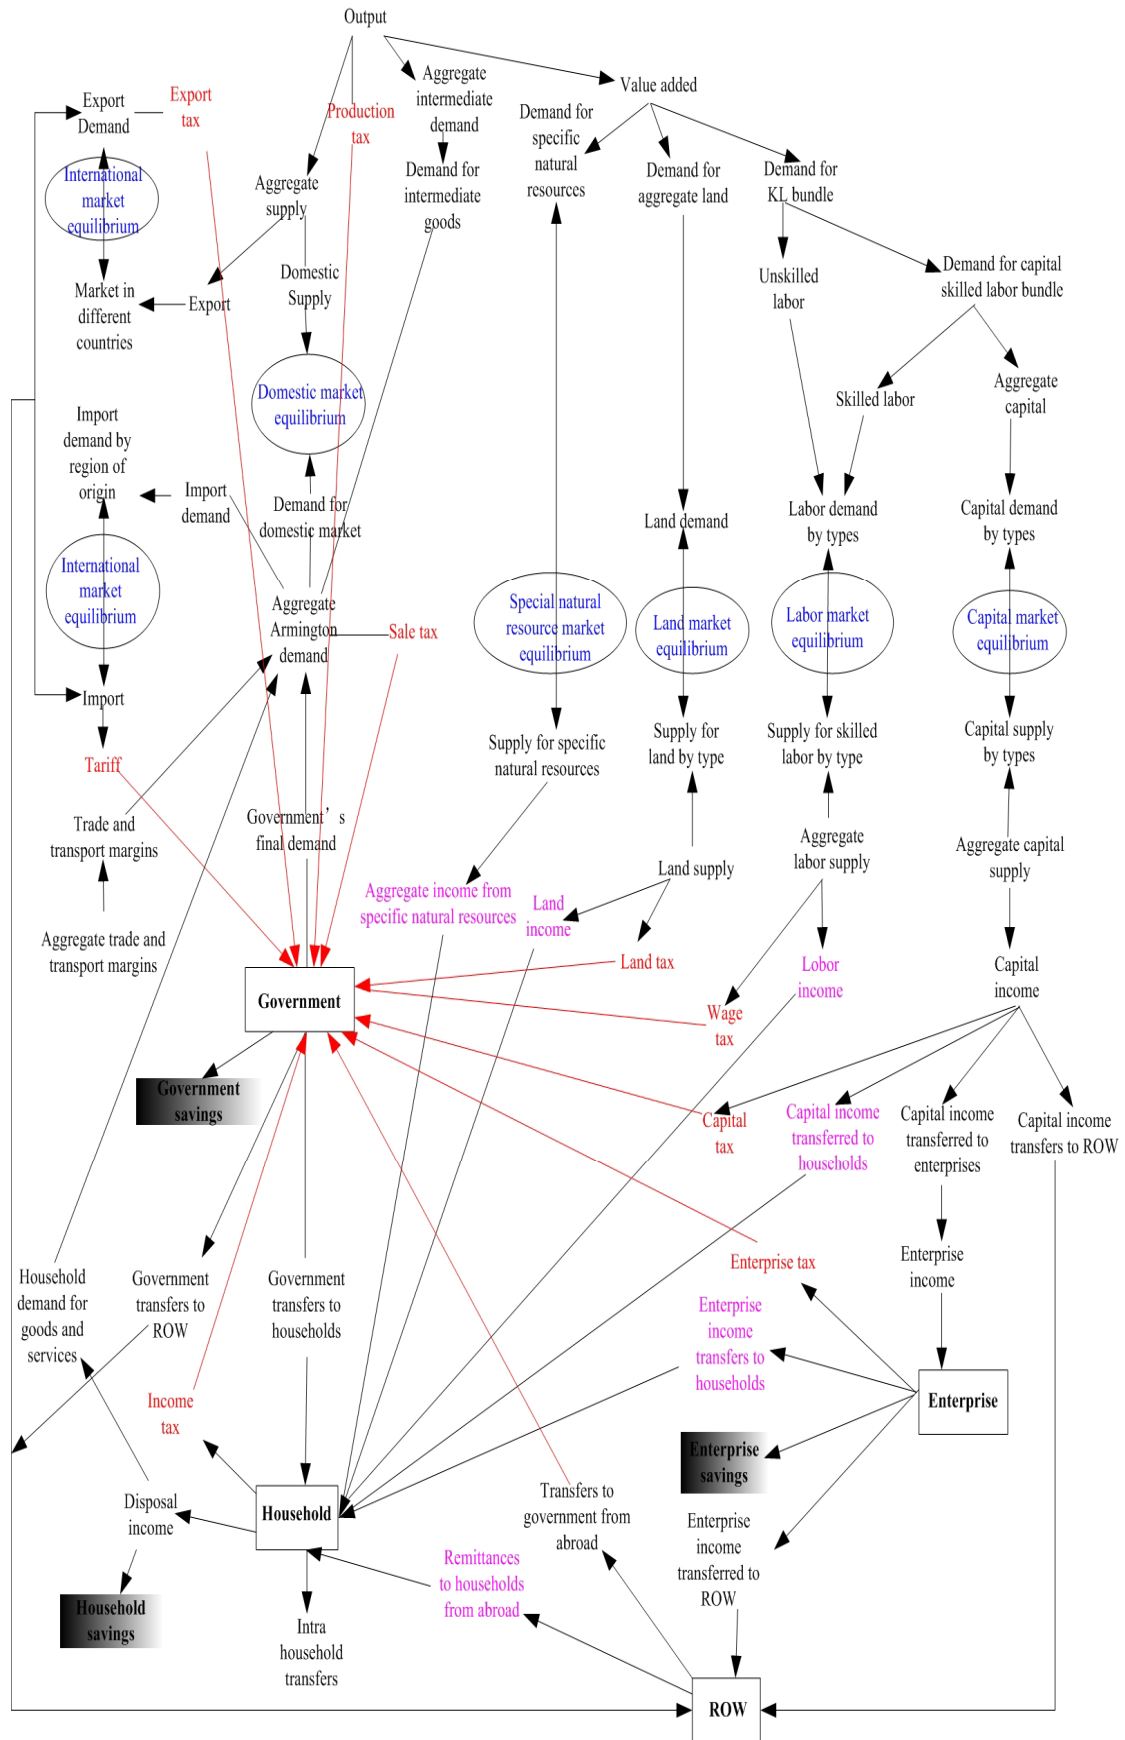 Output
Export
Demand
Export
tax
Production
tax
Aggregate
intermediate
demand
Value added
Demand for
specific
natural
resources
International
market
equilibrium
Aggregate
supply
Demand for
intermediate
goods
Demand for
aggregate land
Demand for
KL bundle
Market in
different
countries
Export
Domestic
Supply
Unskilled
labor
Demand for capital
skilled labor bundle
Domestic market
equilibrium
Skilled labor
Aggregate
capital
Import
demand by
region of
origin
Import
demand
Demand for
domestic market
Land demand
Labor demand
by types
Capital demand
by types
International
market
equilibrium
Aggregate
Armington
demand
Sale tax
Special natural
resource market
equilibrium
Land market
equilibrium
Labor market
equilibrium
Capital market
equilibrium
Import
Tariff
Supply for specific
natural resources
Supply for
land by type
Supply for skilled
labor by type
Capital supply
by types
Trade and
transport margins
Government’s
final demand
Land supply
Aggregate
labor supply
Aggregate capital
supply
Aggregate trade and
transport margins
Aggregate income from
specific natural resources
Land
income
Land tax
Lobor
income
Capital
income
Government
Wage
tax
Government
savings
Capital
tax
Capital income
transferred to
houscholds
Capital income
transferred to
enterprises
Capital income
transfers to ROW
Household
demand for
goods and
services
Government
transfers to
ROW
Government
transfers to
households
Enterprise tax
Enterprise
income
Enterprise
income
transfers to
households
Income
tax
Enterprise
Enterprise
savings
Disposal
income
Household
Transfers to
government from
abroad
Enterprise
income
transferred to
ROW
Remittances
to households
from abroad
Household
savings
Intra
household
transfers
ROW